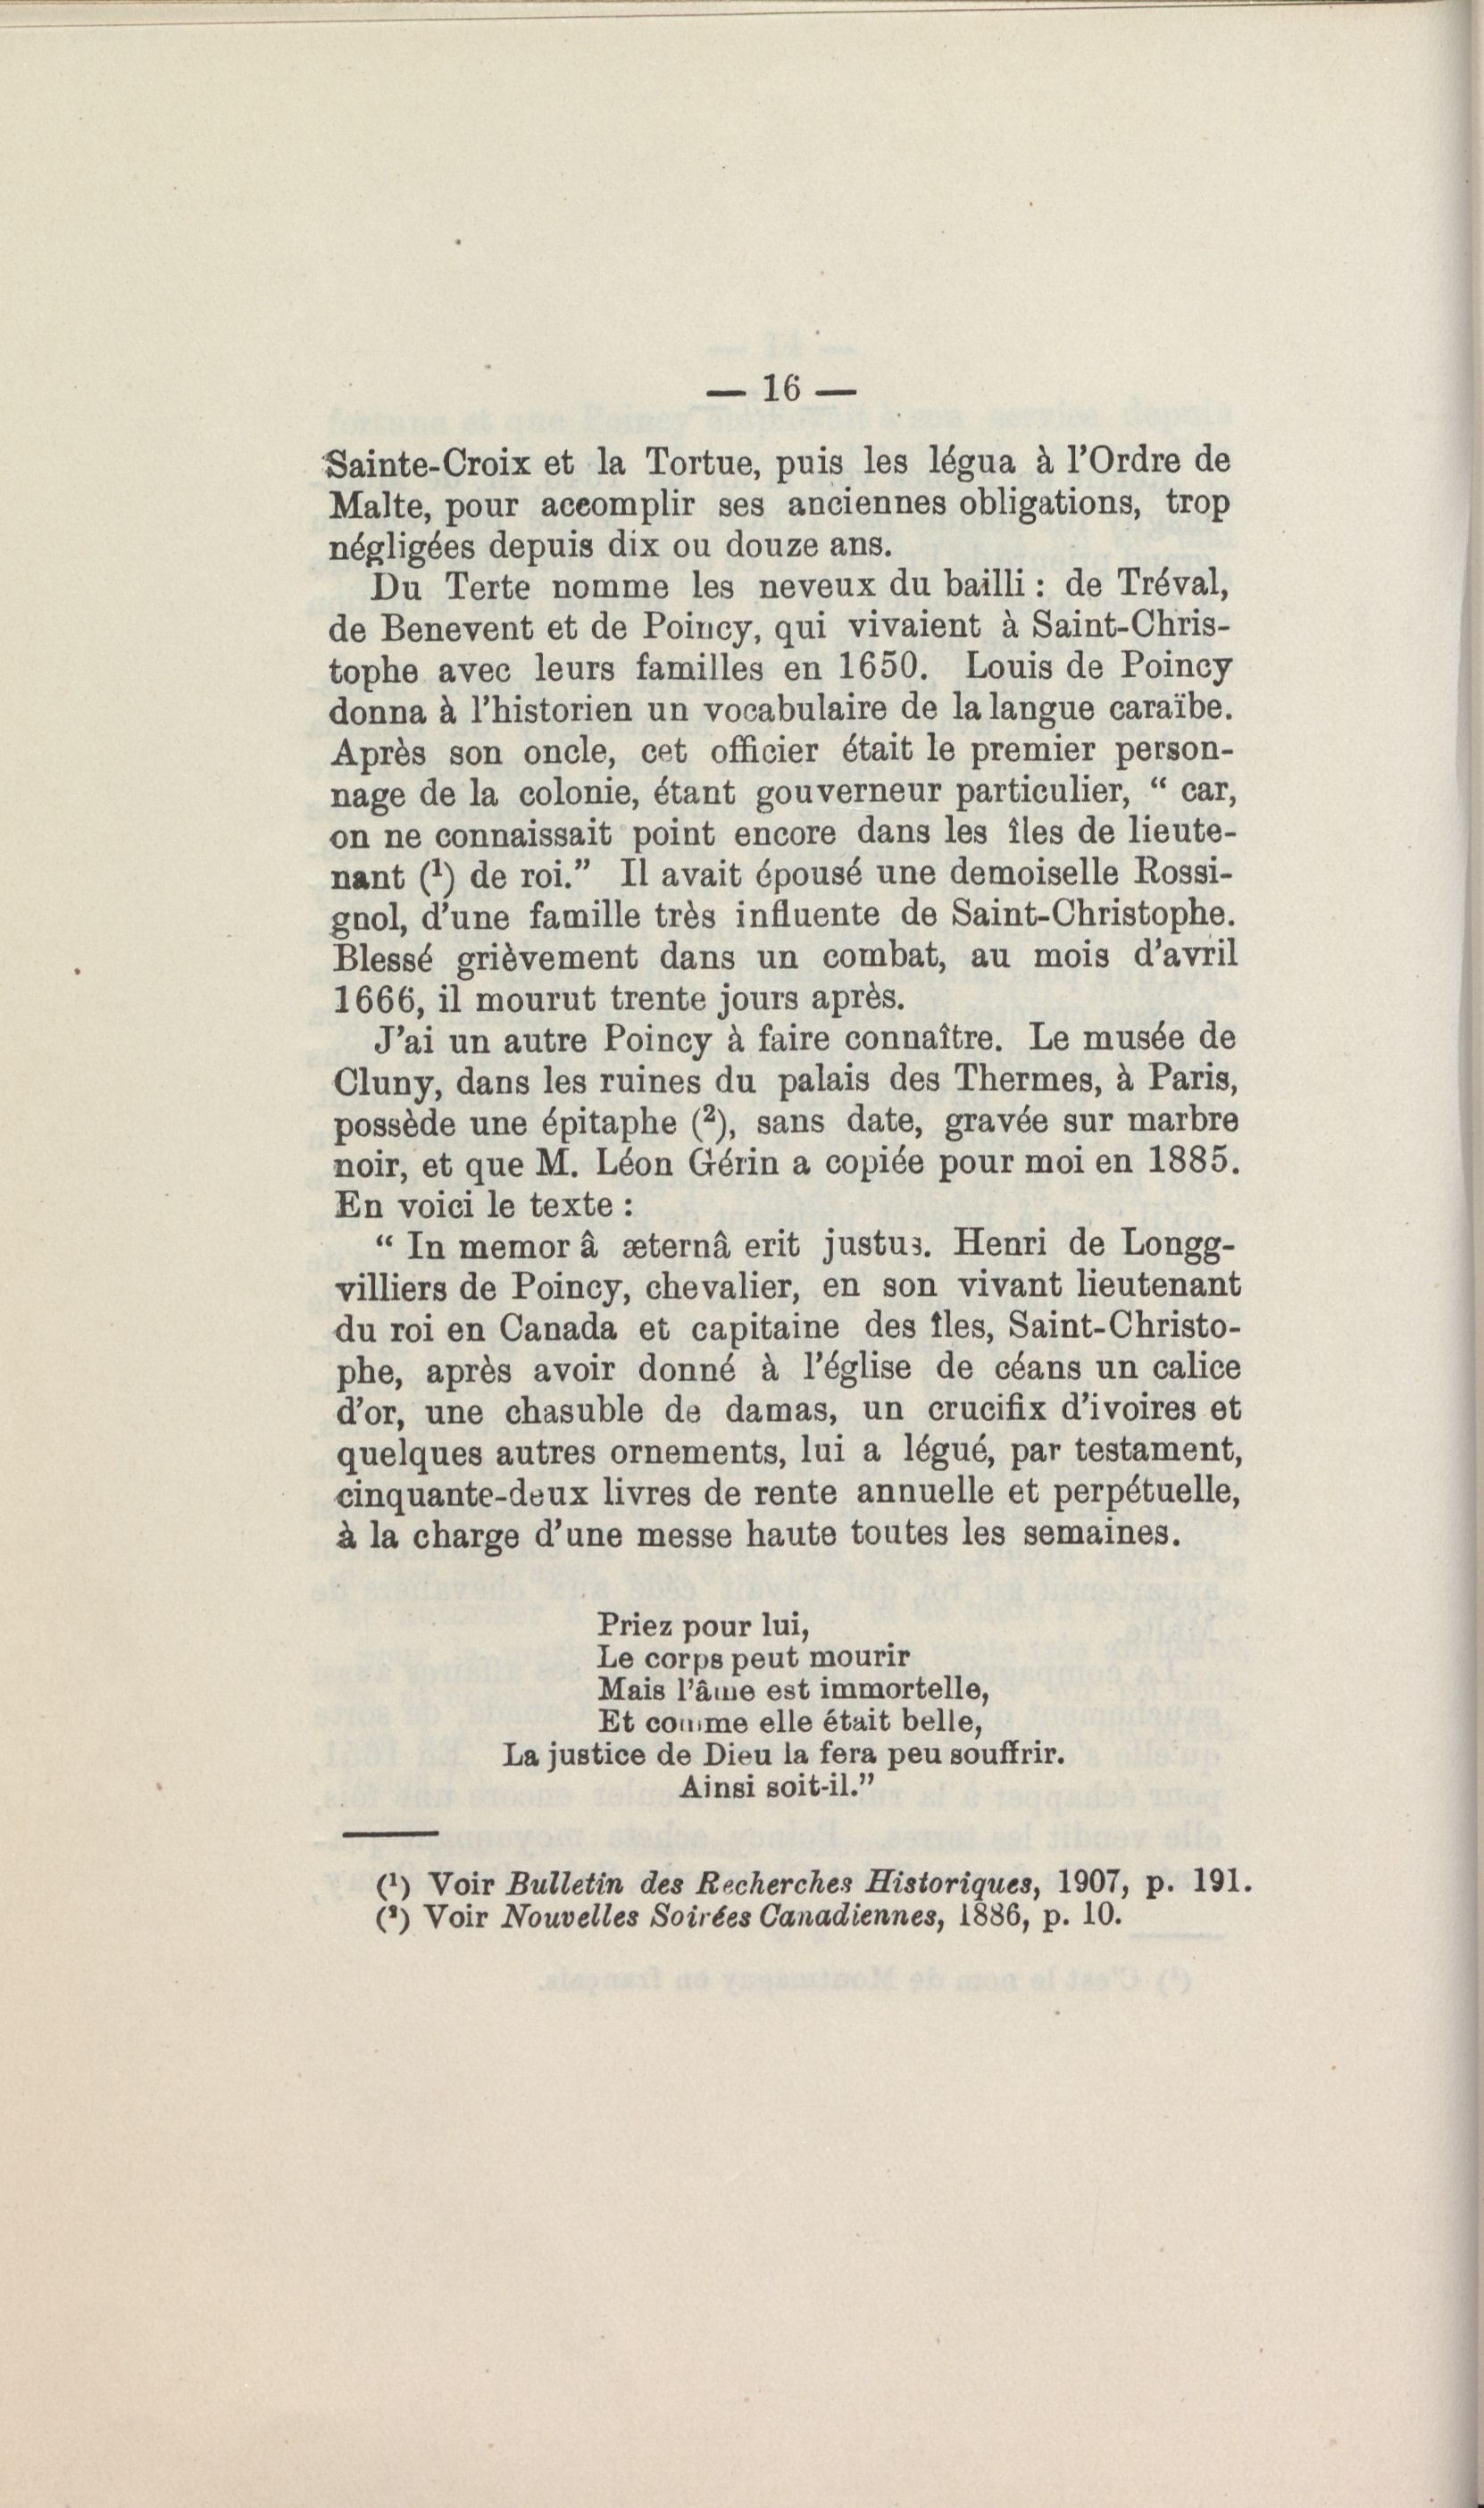 — 16 —
Sainte-Croix et la Tortue, puis les légua à l'Ordre de
Malte, pour accomplir ses anciennes obligations, trop
négligées depuis dix ou douze ans.
Du Terte nomme les neveux du bailli : de Tréval,
de Benevent et de Poincy, qui vivaient à Saint-Chris-
tophe avec leurs familles en 1650. Louis de Poincy
donna à l'historien un vocabulaire de la langue caraïbe.
Après son oncle, cet officier était le premier person-
nage de la colonie, étant gouverneur particulier, “ car,
on ne connaissait point encore dans les îles de lieute-
nant (¹) de roi.” Il avait épousé une demoiselle Rossi-
gnol, d'une famille très influente de Saint-Christophe.
Blessé grièvement dans un combat, au mois d'avril
1666, il mourut trente jours après.
J'ai un autre Poincy à faire connaître. Le musée de
Cluny, dans les ruines du palais des Thermes, à Paris,
possède une épitaphe (²), sans date, gravée sur marbre
noir, et que M. Léon Gérin a copiée pour moi en 1885.
En voici le texte :
“ In memor â æternâ erit justus. Henri de Longg-
villiers de Poincy, chevalier, en son vivant lieutenant
du roi en Canada et capitaine des îles, Saint-Christo-
phe, après avoir donné à l'église de céans un calice
d'or, une chasuble de damas, un crucifix d'ivoires et
quelques autres ornements, lui a légué, par testament,
cinquante-deux livres de rente annuelle et perpétuelle,
à la charge d'une messe haute toutes les semaines.
Priez pour lui,
Le corps peut mourir
Mais l'âme est immortelle,
Et comme elle était belle,
La justice de Dieu la fera peu souffrir.
Ainsi soit-il.”
(¹) Voir Bulletin des Recherches Historiques, 1907, p. 191.
(²) Voir Nouvelles Soirées Canadiennes, 1886, p. 10.